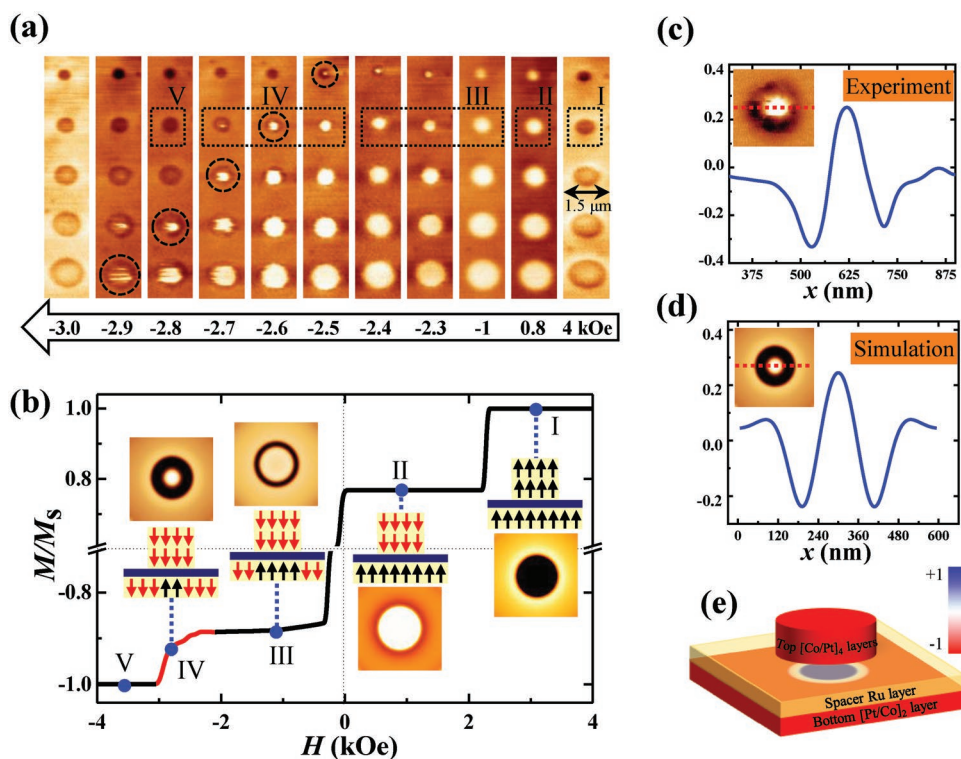 (a)
V
IV
III
II
I
1.5 μm
-3.0 -2.9 -2.8 -2.7 -2.6 -2.5 -2.4 -2.3 -1 0.8 4 kOe
(b)
M/MS
1.0
0.8
-0.8
-1.0
I
II
III
IV
V
-4 -2 0 2 4
H (kOe)
(c)
Experiment
0.4
0.2
0.0
-0.2
-0.4
375 500 625 750 875
x (nm)
(d)
Simulation
0.4
0.2
0.0
-0.2
0 120 240 360 480 600
x (nm)
(e)
+1
-1
Top [Co/Pt]4 layers
Spacer Ru layer
Bottom [Pt/Co]2 layer